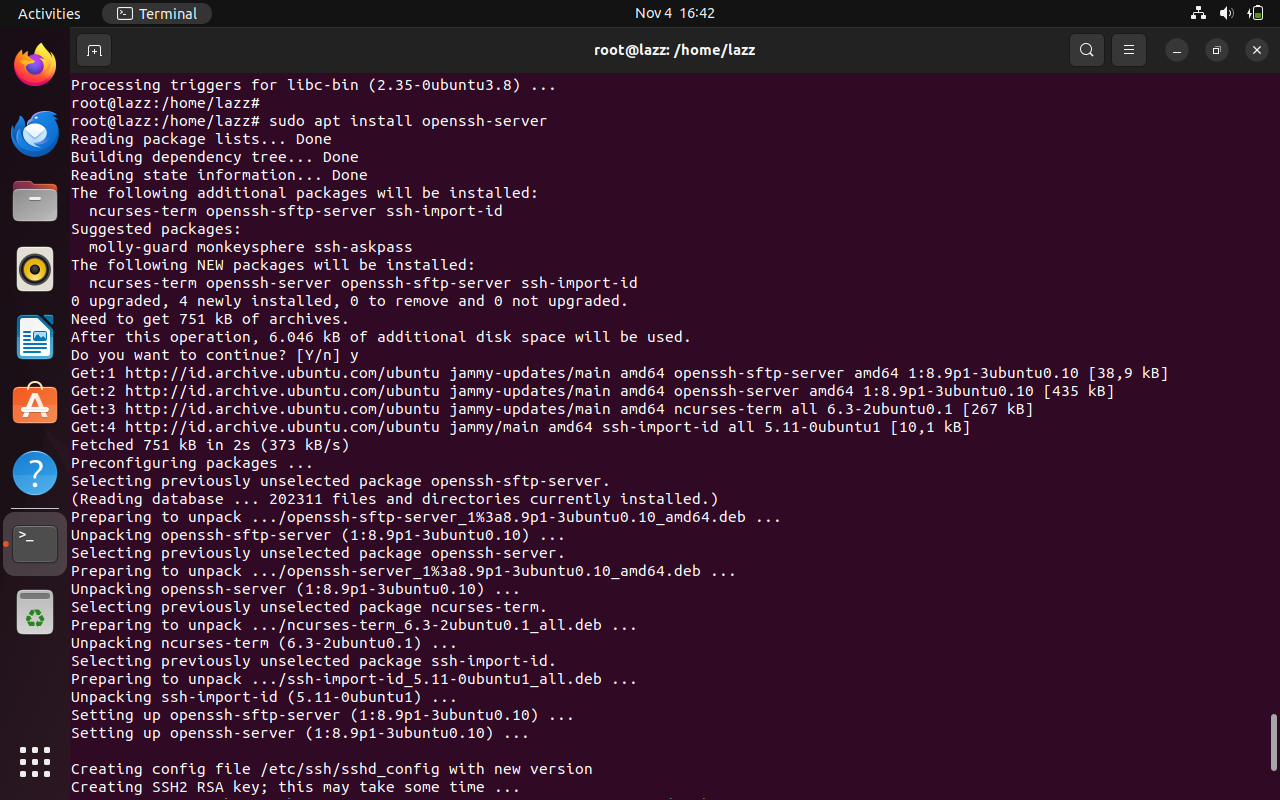 Activities
Terminal
Nov 4 16:42
root@lazz: /home/lazz
Processing triggers for libc-bin (2.35-0ubuntu3.8) ...
root@lazz:/home/lazz#
root@lazz:/home/lazz# sudo apt install openssh-server
Reading package lists... Done
Building dependency tree... Done
Reading state information... Done
The following additional packages will be installed:
  ncurses-term openssh-sftp-server ssh-import-id
Suggested packages:
  molly-guard monkeysphere ssh-askpass
The following NEW packages will be installed:
  ncurses-term openssh-server openssh-sftp-server ssh-import-id
0 upgraded, 4 newly installed, 0 to remove and 0 not upgraded.
Need to get 751 kB of archives.
After this operation, 6.046 kB of additional disk space will be used.
Do you want to continue? [Y/n] y
Get:1 http://id.archive.ubuntu.com/ubuntu jammy-updates/main amd64 openssh-sftp-server amd64 1:8.9p1-3ubuntu0.10 [38,9 kB]
Get:2 http://id.archive.ubuntu.com/ubuntu jammy-updates/main amd64 openssh-server amd64 1:8.9p1-3ubuntu0.10 [435 kB]
Get:3 http://id.archive.ubuntu.com/ubuntu jammy-updates/main amd64 ncurses-term all 6.3-2ubuntu0.1 [267 kB]
Get:4 http://id.archive.ubuntu.com/ubuntu jammy/main amd64 ssh-import-id all 5.11-0ubuntu1 [10,1 kB]
Fetched 751 kB in 2s (373 kB/s)
Preconfiguring packages ...
Selecting previously unselected package openssh-sftp-server.
(Reading database ... 202311 files and directories currently installed.)
Preparing to unpack .../openssh-sftp-server_1%3a8.9p1-3ubuntu0.10_amd64.deb ...
Unpacking openssh-sftp-server (1:8.9p1-3ubuntu0.10) ...
Selecting previously unselected package openssh-server.
Preparing to unpack .../openssh-server_1%3a8.9p1-3ubuntu0.10_amd64.deb ...
Unpacking openssh-server (1:8.9p1-3ubuntu0.10) ...
Selecting previously unselected package ncurses-term.
Preparing to unpack .../ncurses-term_6.3-2ubuntu0.1_all.deb ...
Unpacking ncurses-term (6.3-2ubuntu0.1) ...
Selecting previously unselected package ssh-import-id.
Preparing to unpack .../ssh-import-id_5.11-0ubuntu1_all.deb ...
Unpacking ssh-import-id (5.11-0ubuntu1) ...
Setting up openssh-sftp-server (1:8.9p1-3ubuntu0.10) ...
Setting up openssh-server (1:8.9p1-3ubuntu0.10) ...
Creating config file /etc/ssh/sshd_config with new version
Creating SSH2 RSA key; this may take some time ...